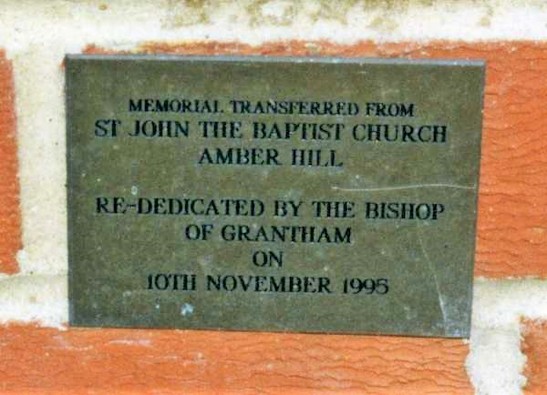 MEMORIAL TRANSFERRED FROM
ST JOHN THE BAPTIST CHURCH
AMBER HILL
RE-DEDICATED BY THE BISHOP
OF GRANTHAM
ON
10TH NOVEMBER 1995